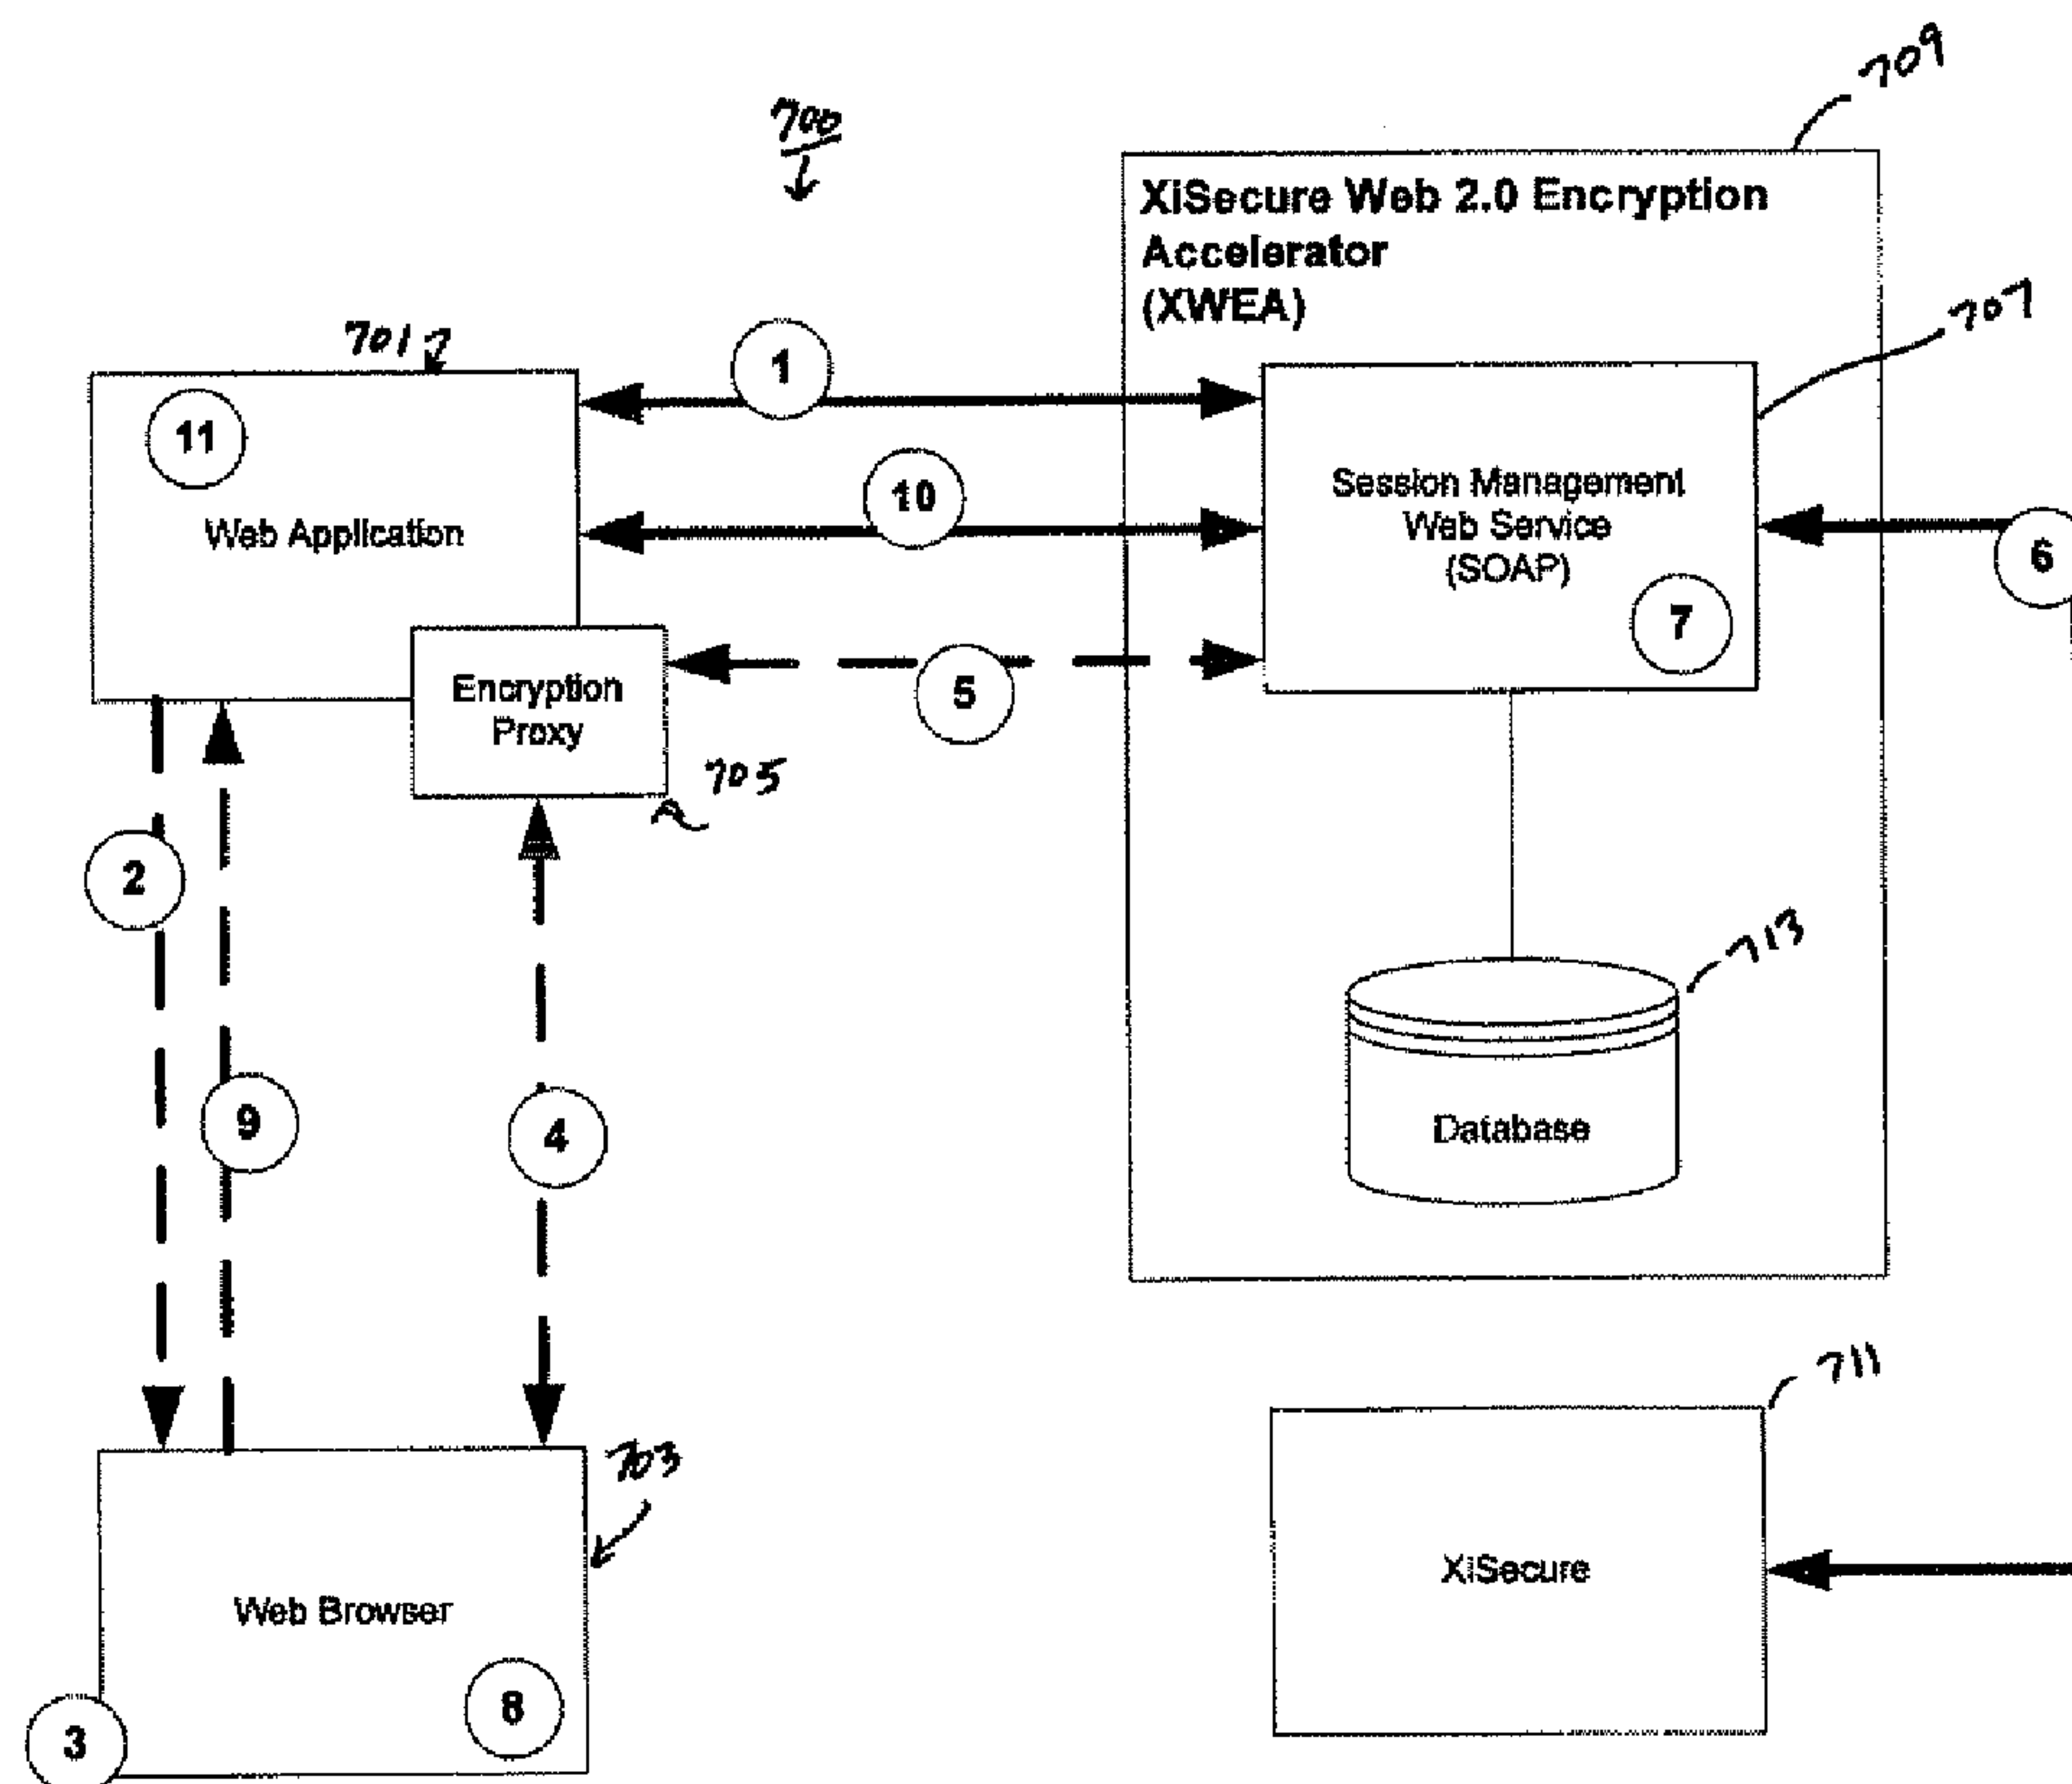 709
700
XiSecure Web 2.0 Encryption
Accelerator
(XWEA)
707
701
1
11
Web Application
10
Session Management
Web Service
(SOAP)
6
7
Encryption
Proxy
5
705
2
713
9
4
Database
711
703
XiSecure
Web Browser
8
3